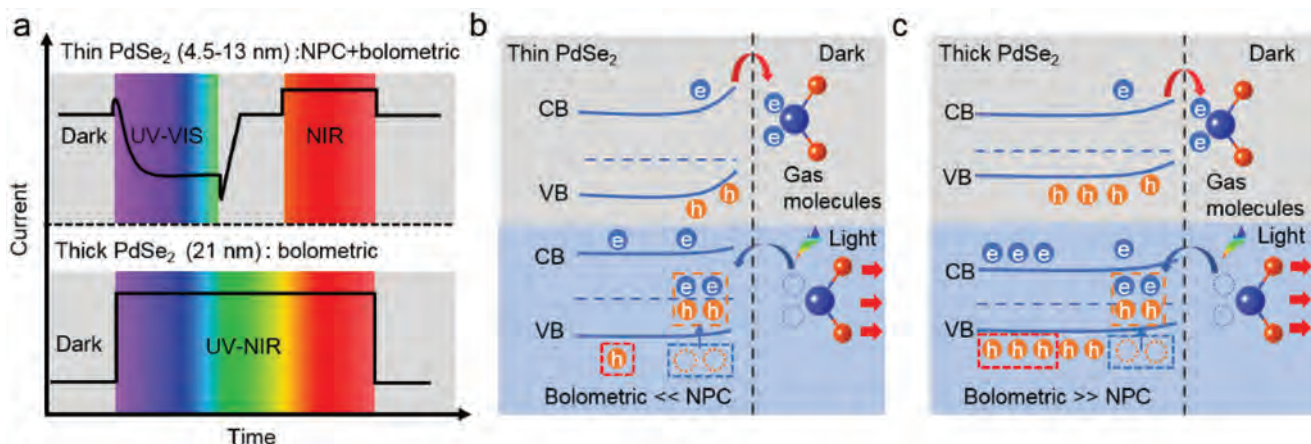 a
Thin PdSe₂ (4.5-13 nm) :NPC+bolometric
Dark
UV-VIS
NIR
Thick PdSe₂ (21 nm) : bolometric
Dark
UV-NIR
Current
Time
b
Thin PdSe₂
Dark
e
CB
e
e
VB
h
h
Gas
molecules
e
e
CB
Light
e
e
h
h
VB
h
Bolometric << NPC
c
Thick PdSe₂
Dark
e
CB
e
e
VB
h
h
h
h
Gas
molecules
Light
e
e
e
e
CB
e
e
h
h
VB
h
h
h
h
h
Bolometric >> NPC